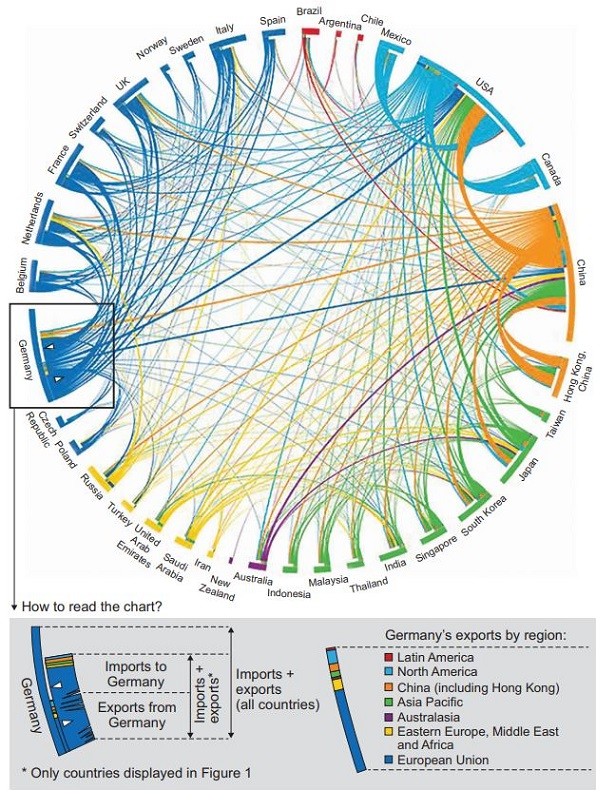 Brazil
Argentina
Chile
Mexico
USA
Canada
China
Hong Kong,
China
Taiwan
Japan
South Korea
Singapore
India
Thailand
Malaysia
Indonesia
Australia
New
Zealand
Iran
Saudi
Arabia
United
Arab
Emirates
Turkey
Russia
Poland
Czech
Republic
Germany
Belgium
Netherlands
France
Switzerland
UK
Norway
Sweden
Italy
Spain
How to read the chart?
Germany
Imports to
Germany
Exports from
Germany
Imports +
exports*
Imports +
exports
(all countries)
* Only countries displayed in Figure 1
Germany's exports by region:
Latin America
North America
China (including Hong Kong)
Asia Pacific
Australasia
Eastern Europe, Middle East
and Africa
European Union